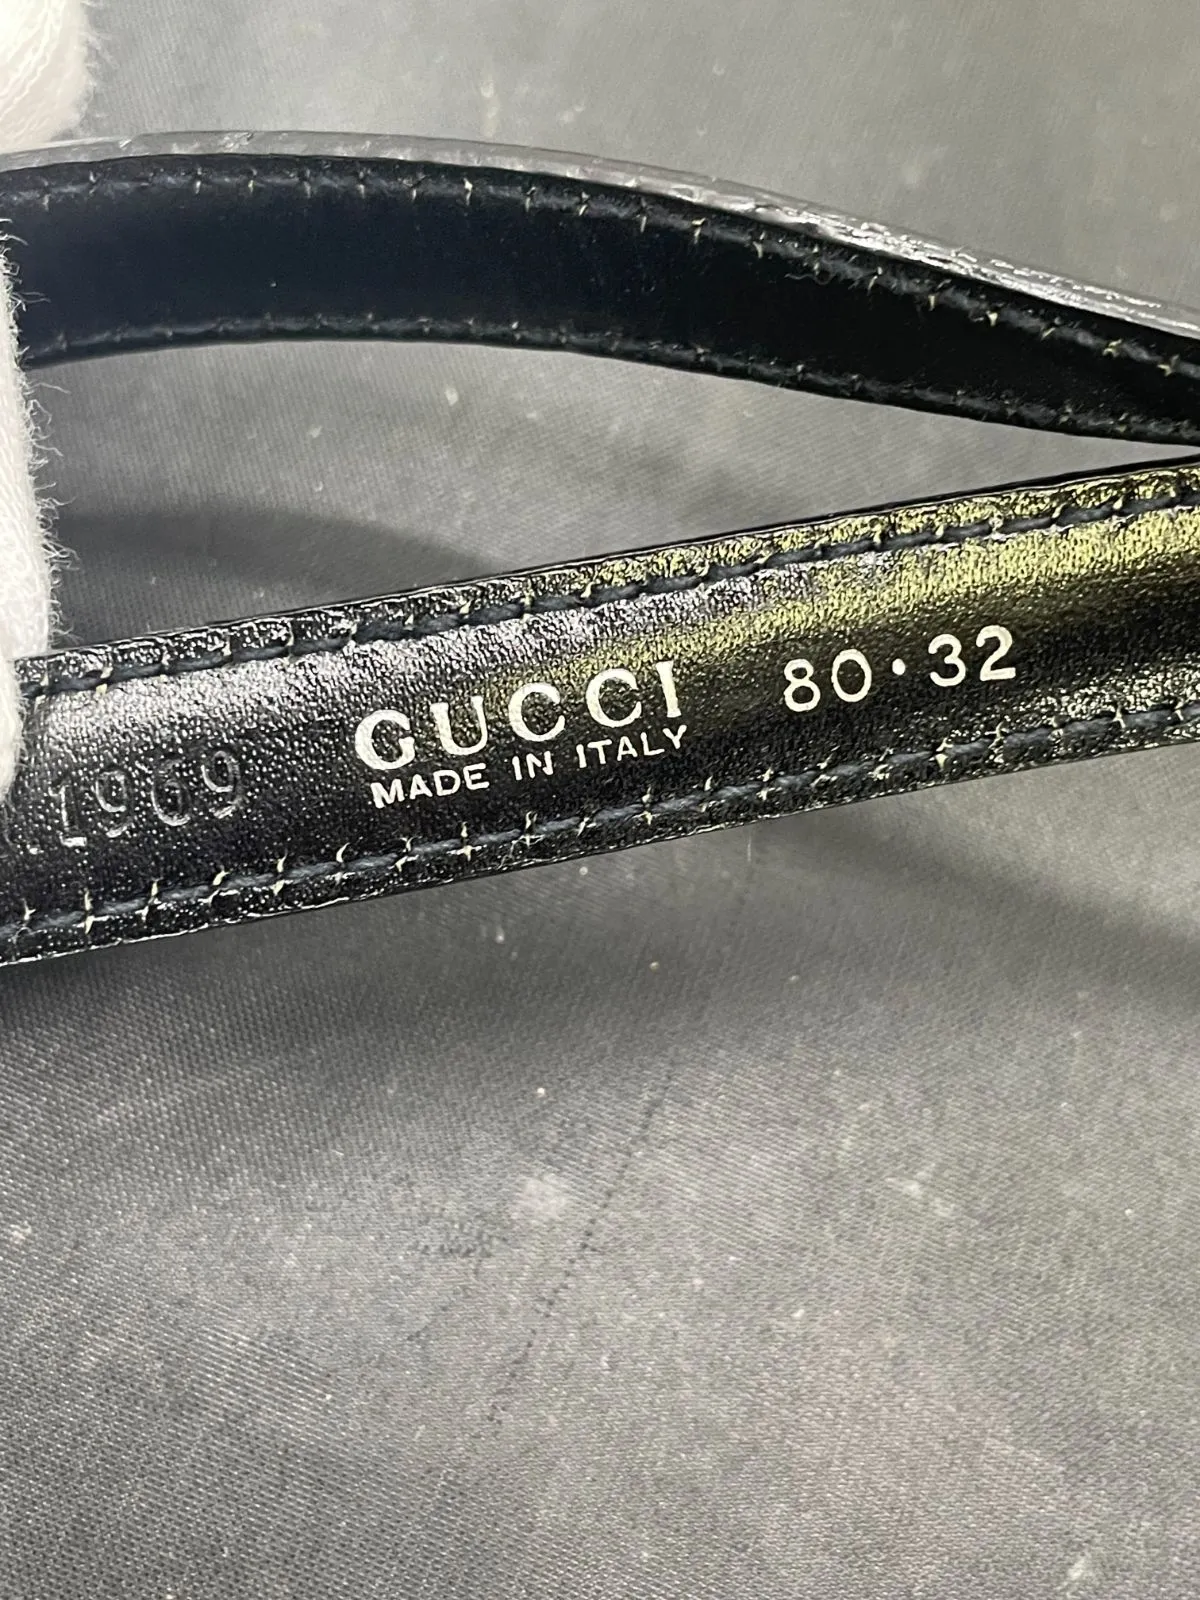 1969
GUCCI 80·32
MADE IN ITALY